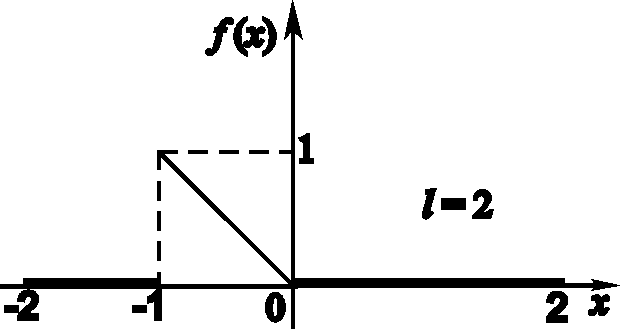 f(x)
1
l = 2
-2 -1 0 2 x